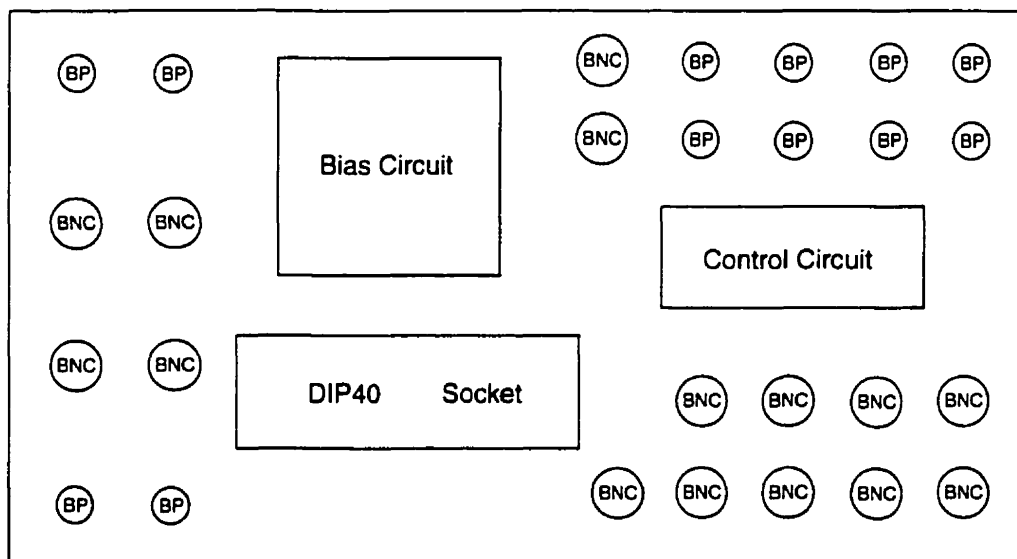 BP BP BNC BP BP BP BP
BNC BP BP BP BP
Bias Circuit
BNC BNC
Control Circuit
BNC BNC
DIP40 Socket
BNC BNC BNC BNC
BNC BNC BNC BNC BNC
BP BP